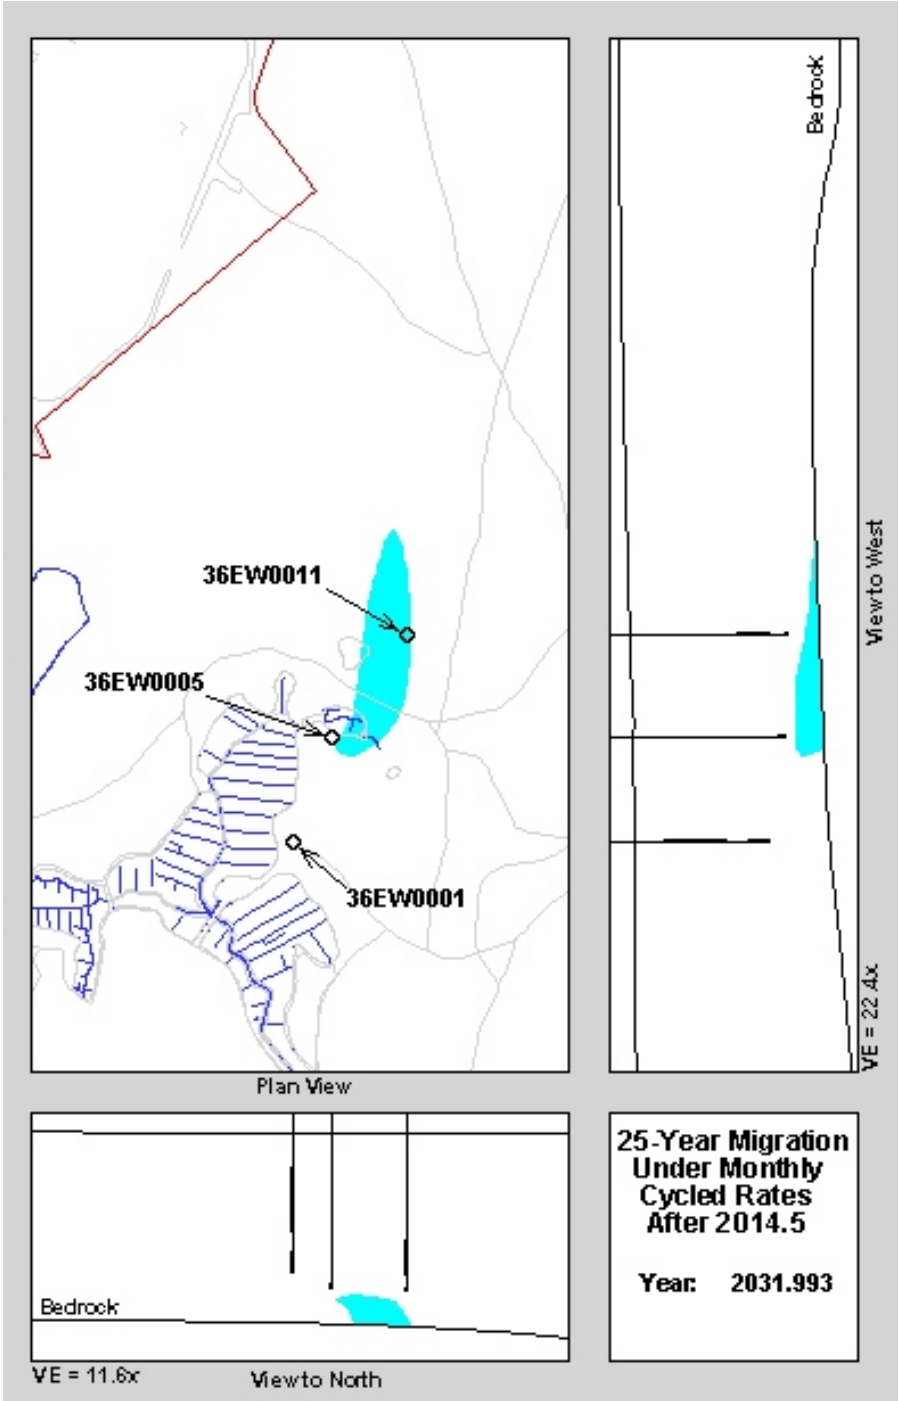 Bedrock
36EW0011
36EW0005
36EW0001
View to West
VE = 22.4x
Plan View
Bedrock
VE = 11.6x
View to North
25-Year Migration
Under Monthly
Cycled Rates
After 2014.5
Year: 2031.993